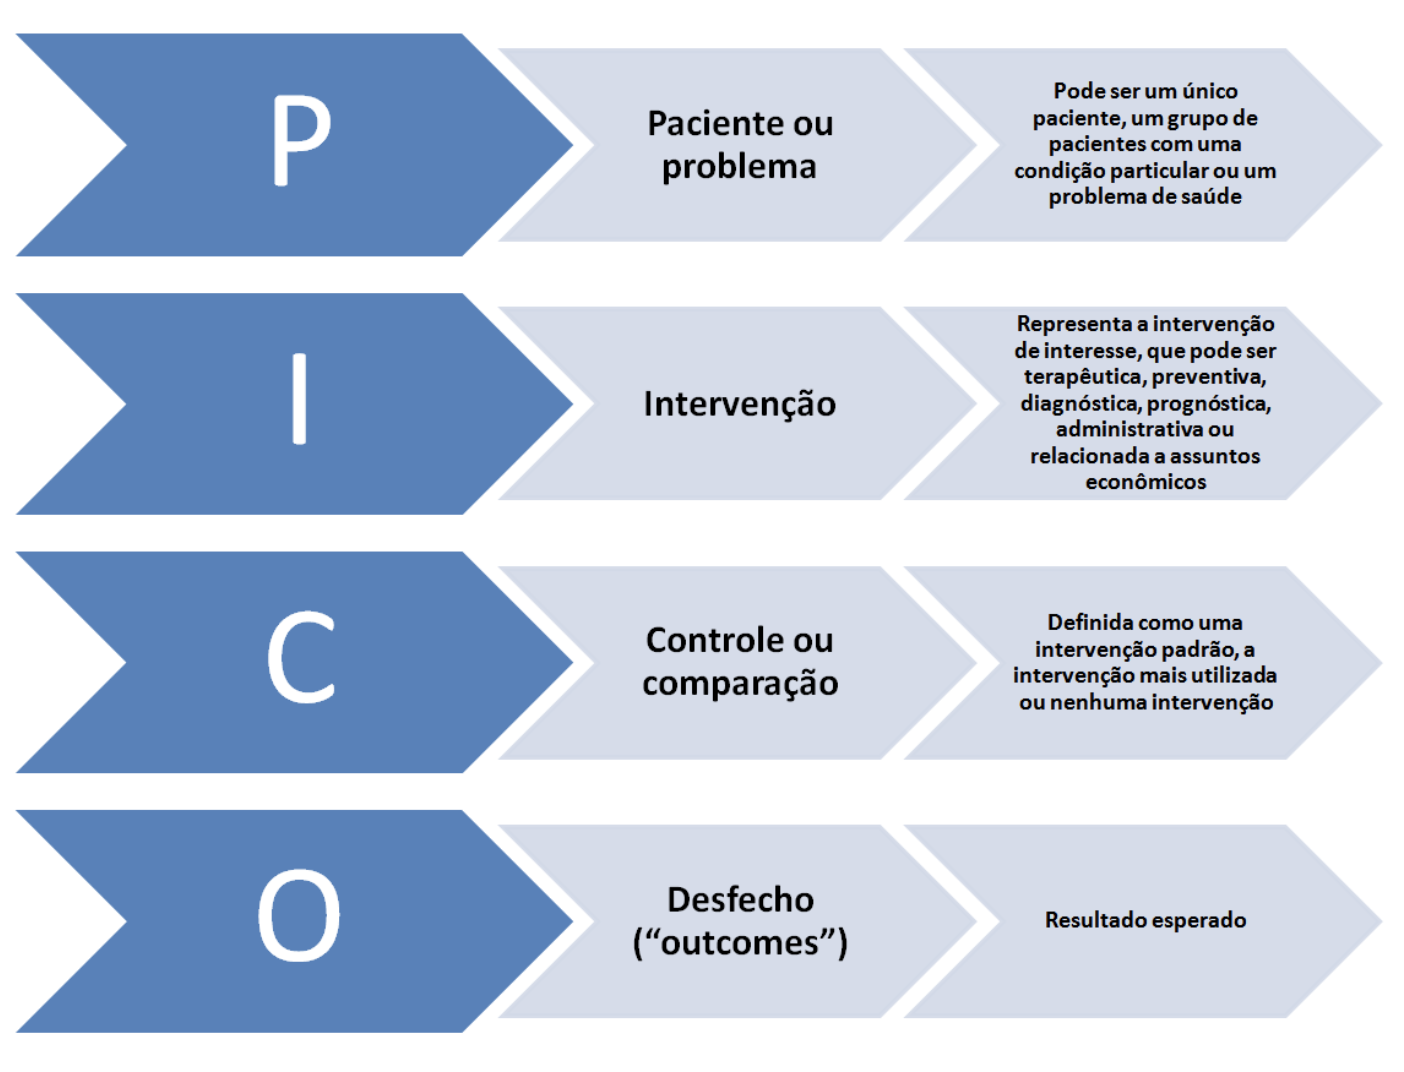 P
Paciente ou
problema
Pode ser um único
paciente, um grupo de
pacientes com uma
condição particular ou um
problema de saúde
I
Intervenção
Representa a intervenção
de interesse, que pode ser
terapêutica, preventiva,
diagnóstica, prognóstica,
administrativa ou
relacionada a assuntos
econômicos
C
Controle ou
comparação
Definida como uma
intervenção padrão, a
intervenção mais utilizada
ou nenhuma intervenção
O
Desfecho
(“outcomes”)
Resultado esperado